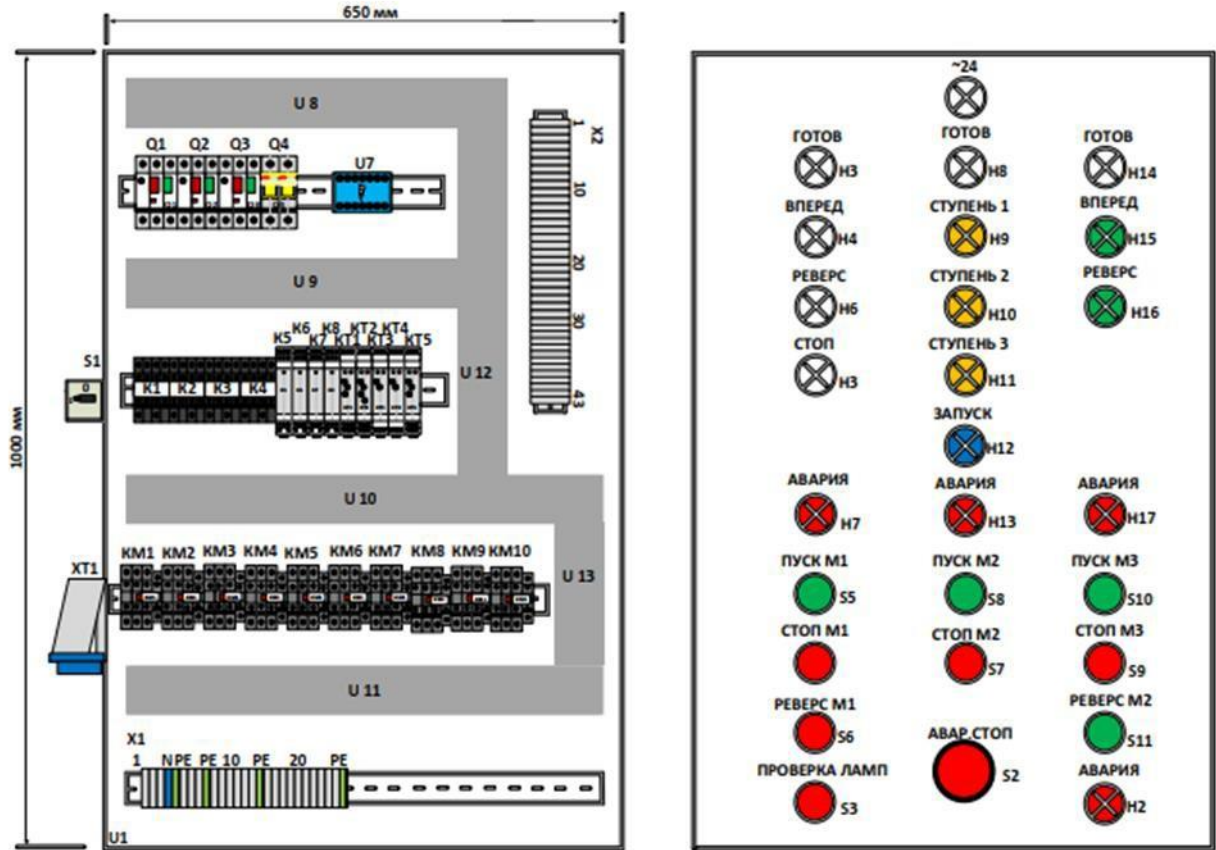 650 мм
1000 мм
U 8
Q1 Q2 Q3 Q4
U7
X2
1
10
20
30
43
U 9
S1
0
K5 K6 K7 K8 KT1 KT2 KT3 KT4 KT5
K1 K2 K3 K4
U 12
U 10
KM1 KM2 KM3 KM4 KM5 KM6 KM7 KM8 KM9 KM10
XT1
U 13
U 11
X1
1 N PE PE 10 PE 20 PE
U1
~24
ГОТОВ ГОТОВ ГОТОВ
H3 H8 H14
ВПЕРЕД СТУПЕНЬ 1 ВПЕРЕД
H4 H9 H15
РЕВЕРС СТУПЕНЬ 2 РЕВЕРС
H6 H10 H16
СТОП СТУПЕНЬ 3
H3 H11
ЗАПУСК
H12
АВАРИЯ АВАРИЯ АВАРИЯ
H7 H13 H17
ПУСК М1 ПУСК М2 ПУСК М3
S5 S8 S10
СТОП М1 СТОП М2 СТОП М3
S7 S9
РЕВЕРС М1 РЕВЕРС М2
S6 S11
АВАР.СТОП
S2
ПРОВЕРКА ЛАМП АВАРИЯ
S3 H2